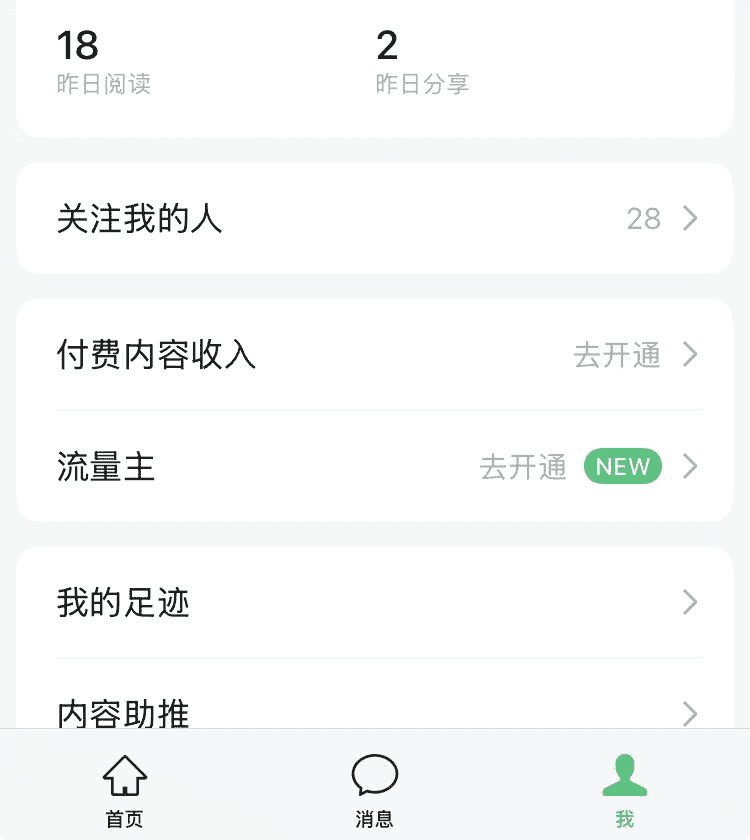 18 2
昨日阅读 昨日分享
关注我的人 28
付费内容收入 去开通
流量主 去开通 NEW
我的足迹
内容助推
首页 消息 我